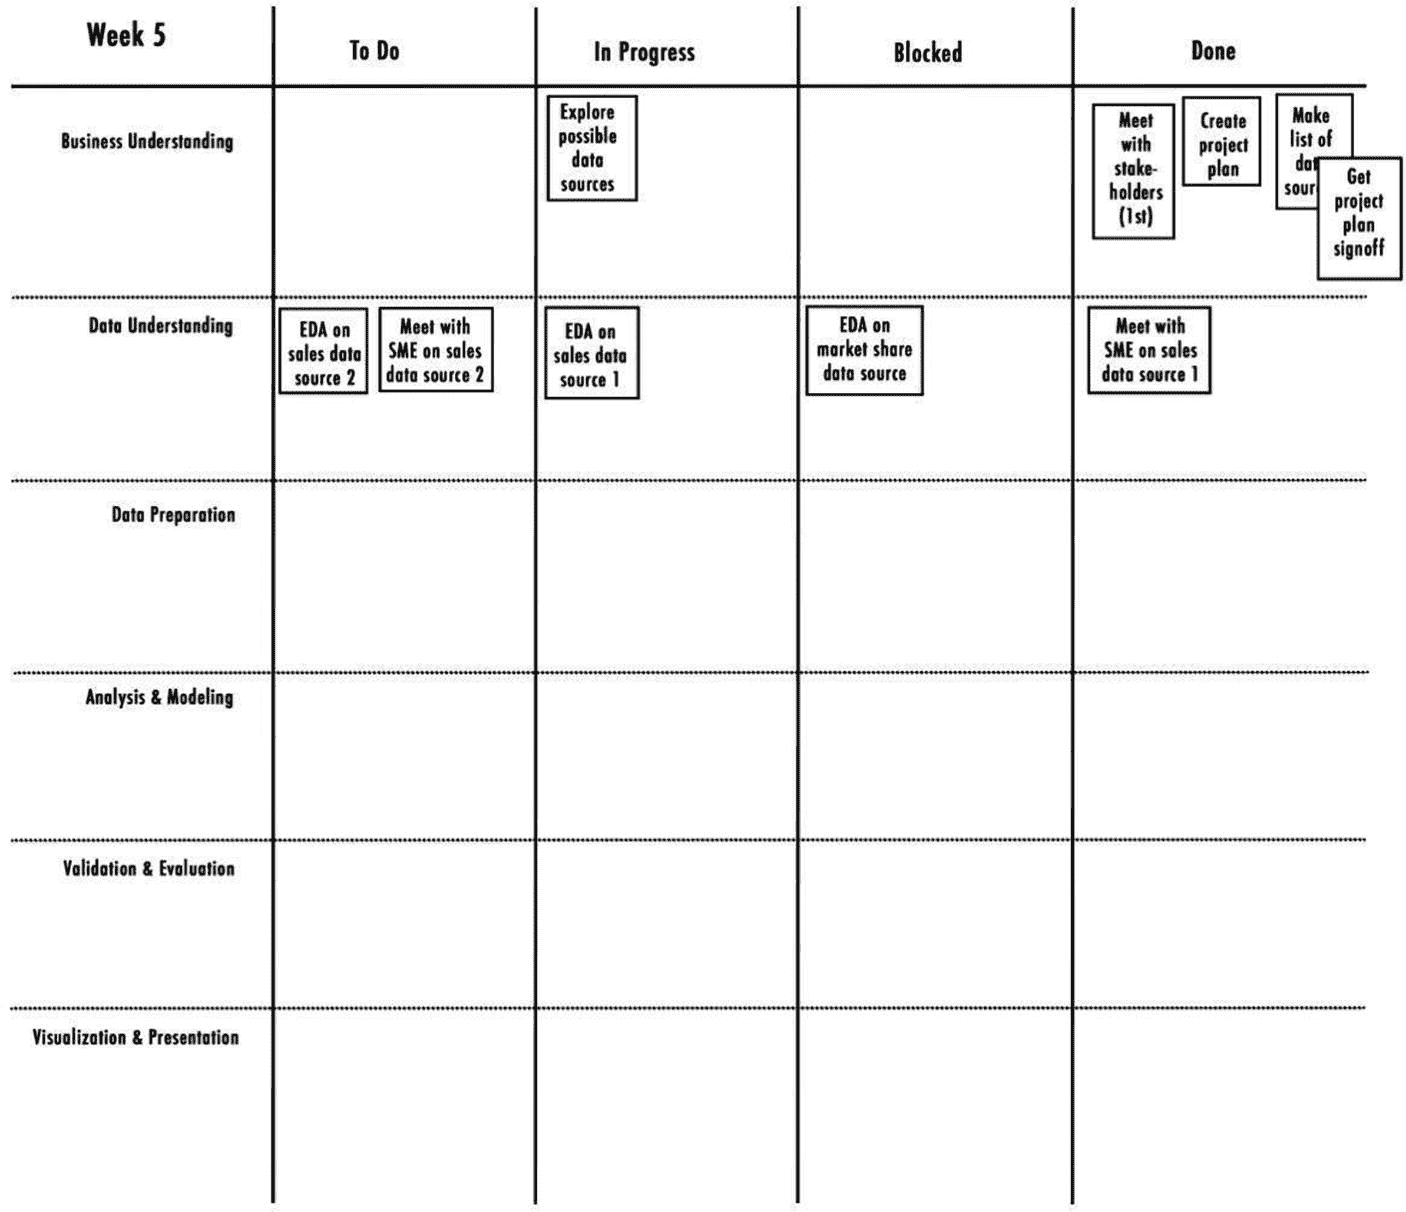 Week 5
To Do
In Progress
Blocked
Done
Business Understanding
Explore
possible
data
sources
Meet
with
stake-
holders
(1st)
Create
project
plan
Make
list of
Get
project
plan
signoff
Data Understanding
EDA on
sales data
source 2
Meet with
SME on sales
data source 2
EDA on
sales data
source 1
EDA on
market share
data source
Meet with
SME on sales
data source 1
Data Preparation
Analysis & Modeling
Validation & Evaluation
Visualization & Presentation